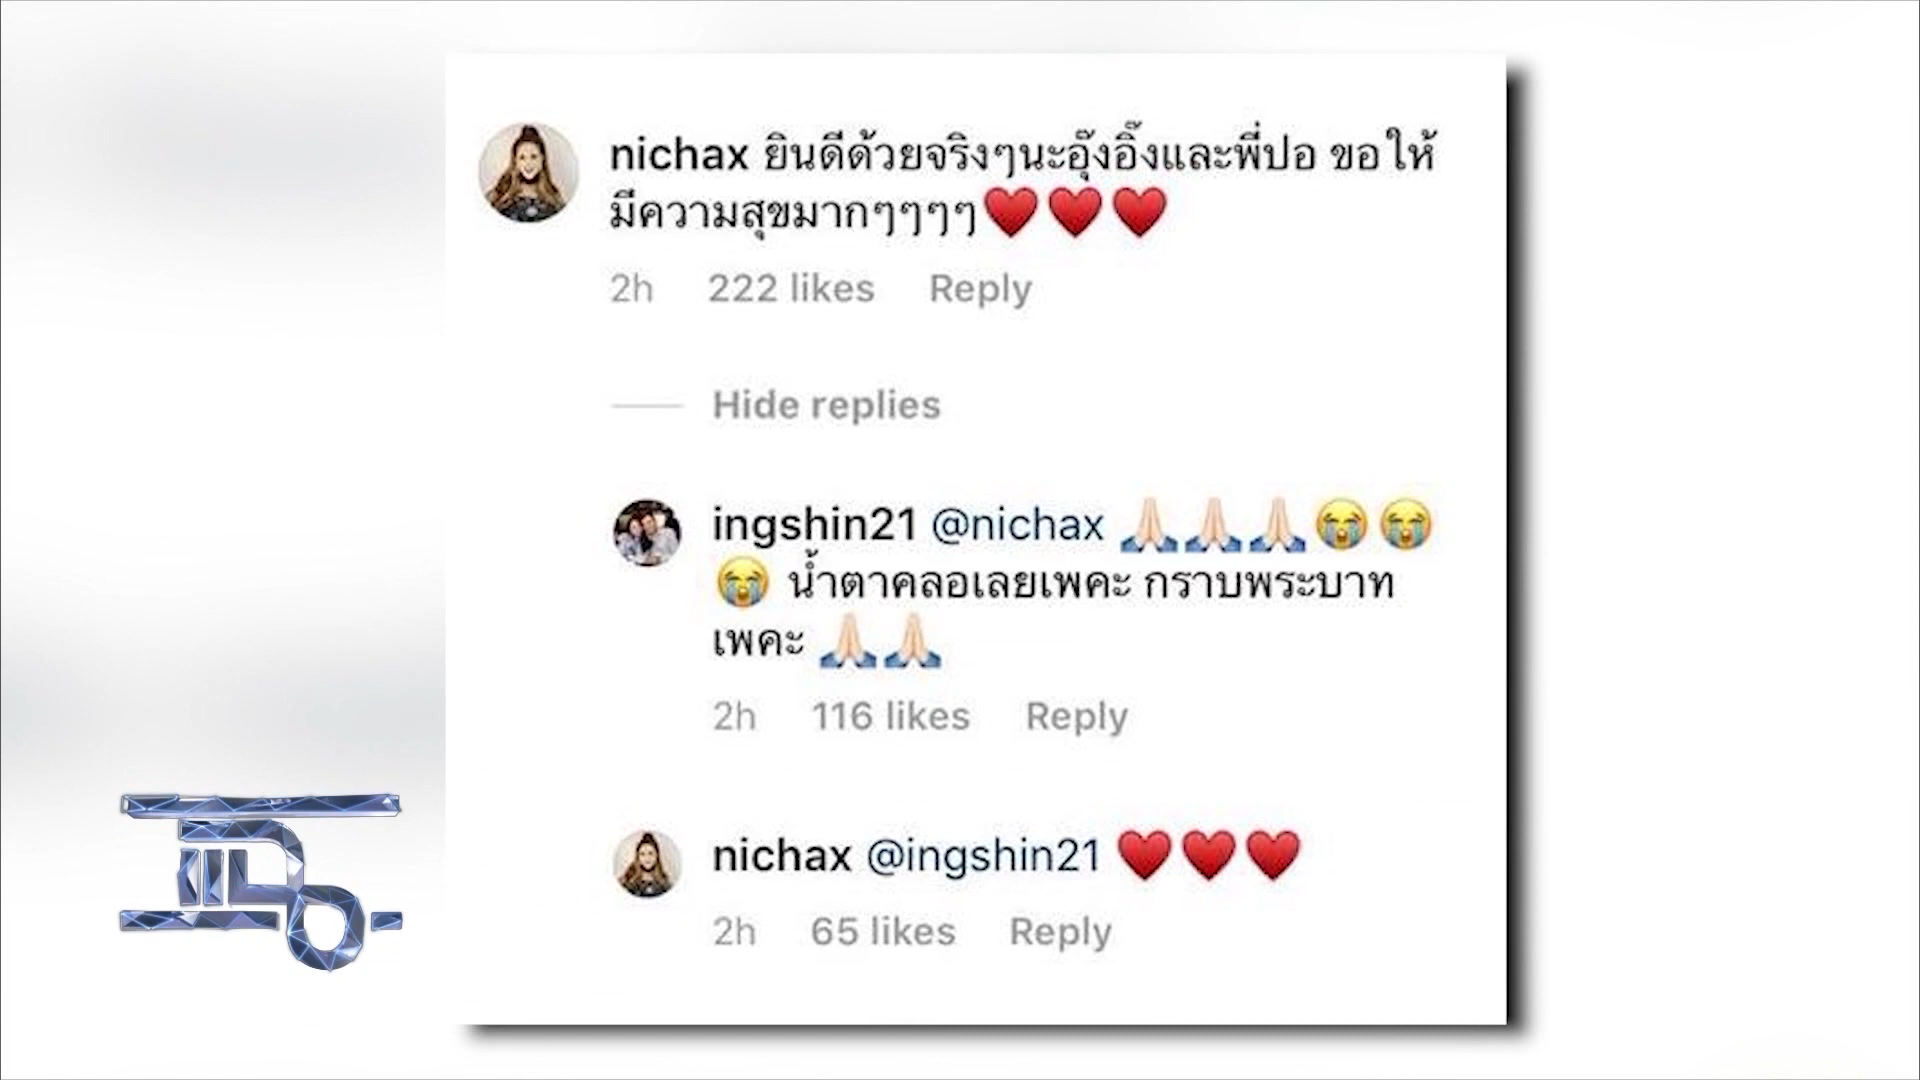 nichax ยินดีด้วยจริงๆนะอุ๊งอิ๊งและพี่ปอ ขอให้
มีความสุขมากๆๆๆๆ♥️♥️♥️
2h 222 likes Reply
Hide replies
ingshin21 @nichax 🙏🏻🙏🏻🙏🏻😭😭
😭 น้ำตาคลอเลยเพคะ กราบพระบาท
เพคะ 🙏🏻🙏🏻
2h 116 likes Reply
nichax @ingshin21 ♥️♥️♥️
2h 65 likes Reply